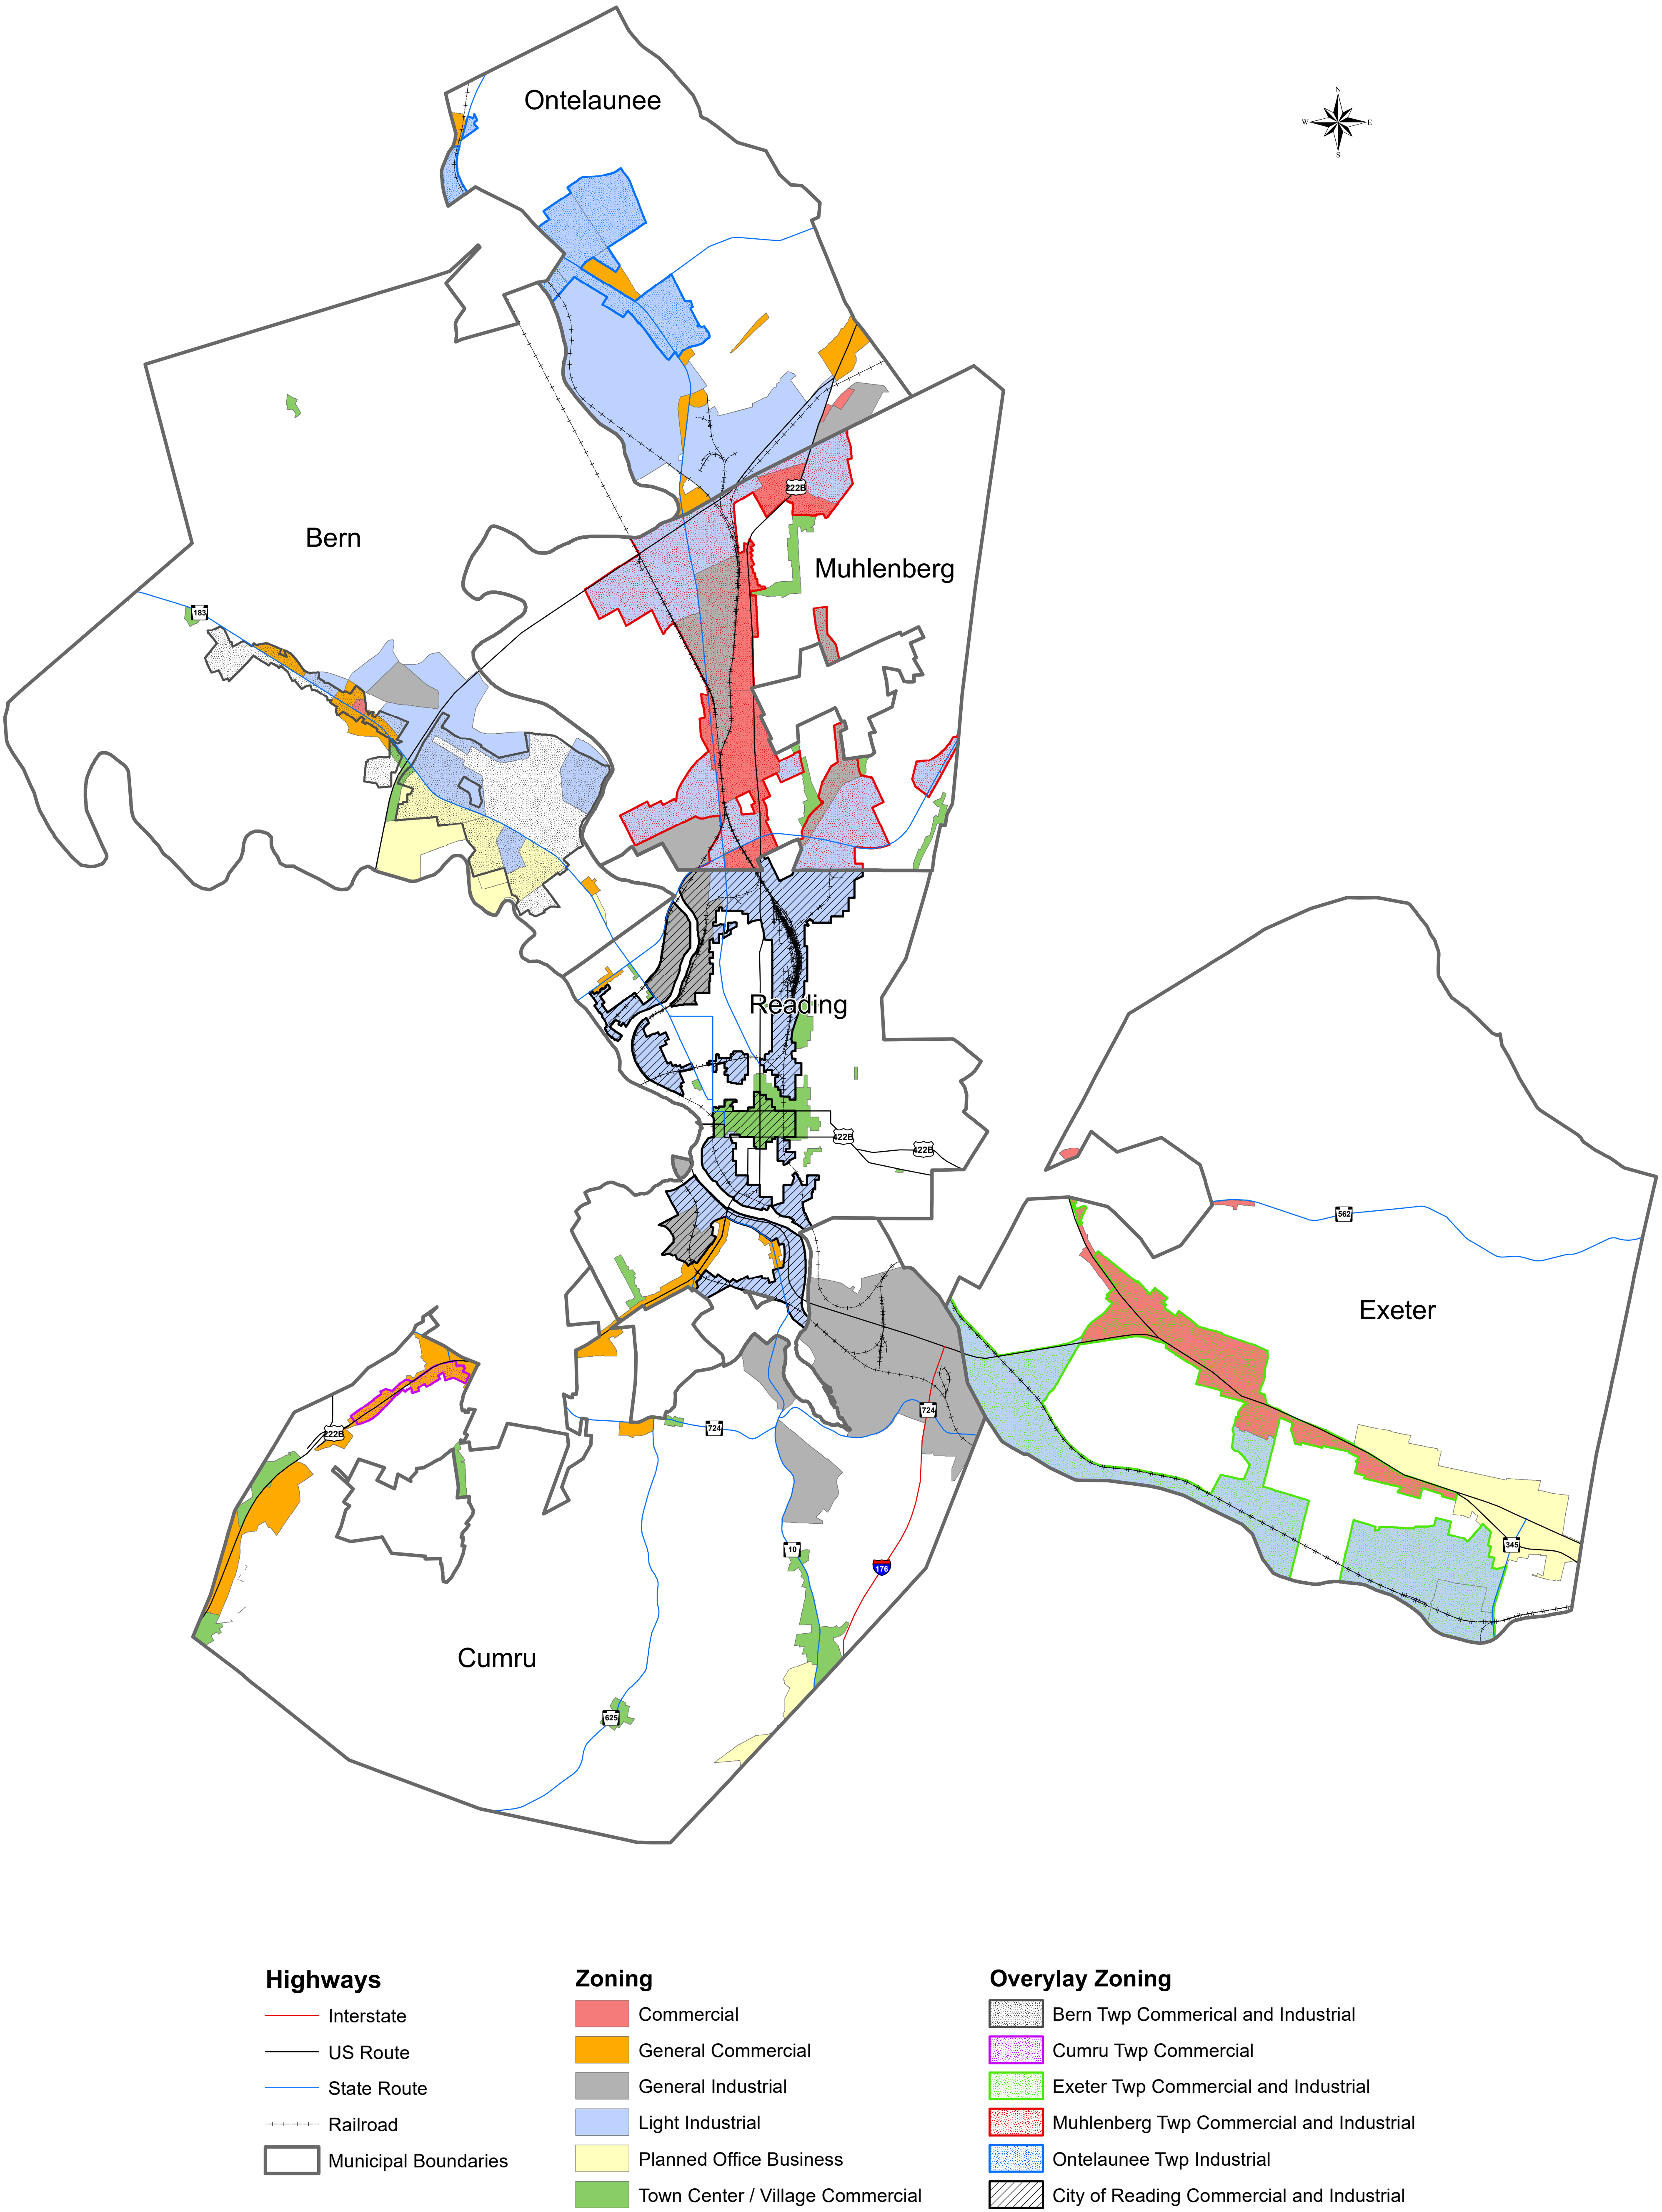 Ontelaunee
N
W
E
S
Bern
222B
Muhlenberg
183
Reading
422B
422B
562
Exeter
222B
724
724
345
10
176
Cumru
625
Highways
Interstate
US Route
State Route
Railroad
Municipal Boundaries
Zoning
Commercial
General Commercial
General Industrial
Light Industrial
Planned Office Business
Town Center / Village Commercial
Overylay Zoning
Bern Twp Commerical and Industrial
Cumru Twp Commercial
Exeter Twp Commercial and Industrial
Muhlenberg Twp Commercial and Industrial
Ontelaunee Twp Industrial
City of Reading Commercial and Industrial